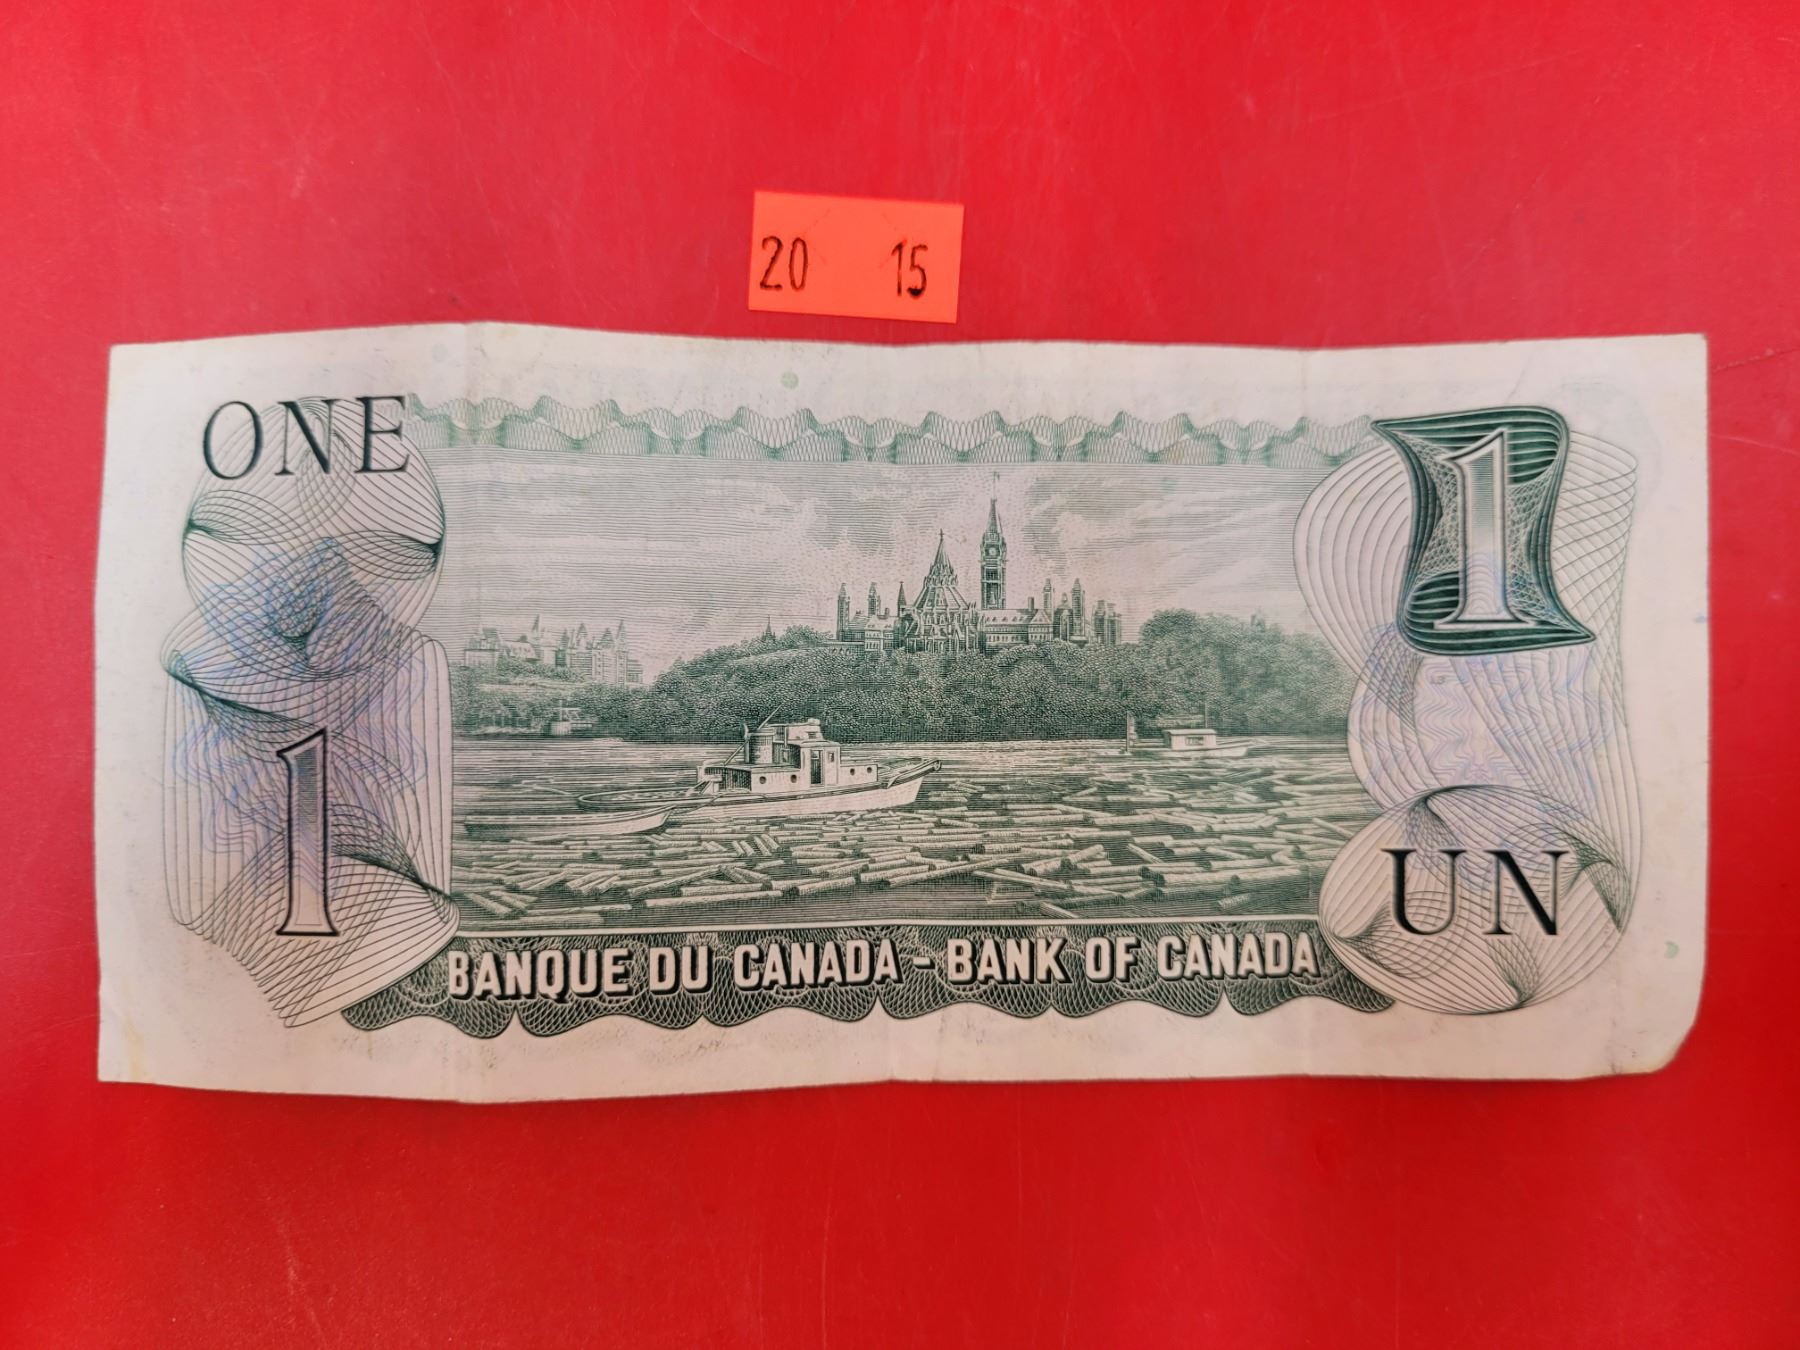 20 15
ONE
1
1
UN
BANQUE DU CANADA - BANK OF CANADA